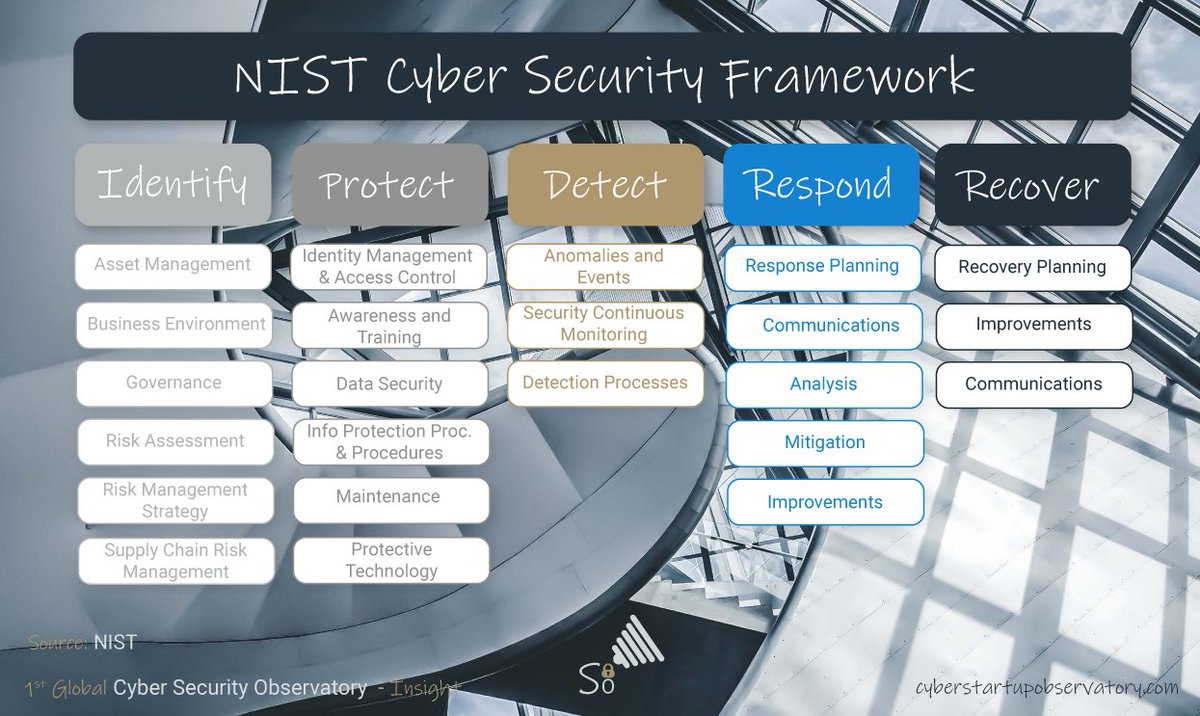 NIST Cyber Security Framework
Identify
Asset Management
Business Environment
Governance
Risk Assessment
Risk Management
Strategy
Supply Chain Risk
Management
Protect
Identity Management
& Access Control
Awareness and
Training
Data Security
Info Protection Proc.
& Procedures
Maintenance
Protective
Technology
Detect
Anomalies and
Events
Security Continuous
Monitoring
Detection Processes
Respond
Response Planning
Communications
Analysis
Mitigation
Improvements
Recover
Recovery Planning
Improvements
Communications
Source: NIST
1st Global Cyber Security Observatory - Insight
So
cyberstartupobservatory.com